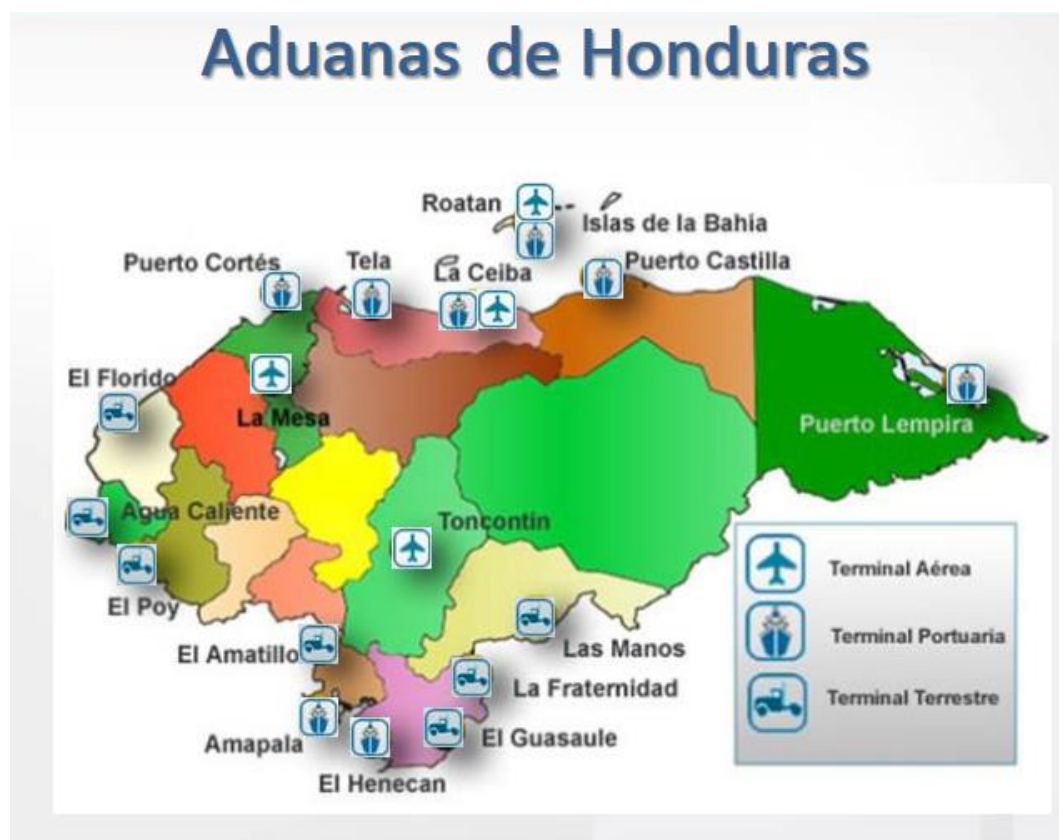 Aduanas de Honduras
Roatan
Islas de la Bahia
Puerto Cortés
Tela
La Ceiba
Puerto Castilla
El Florido
La Mesa
Puerto Lempira
Agua Caliente
Toncontin
El Poy
El Amatillo
Las Manos
La Fraternidad
Amapala
El Guasaule
El Henecan
Terminal Aérea
Terminal Portuaria
Terminal Terrestre